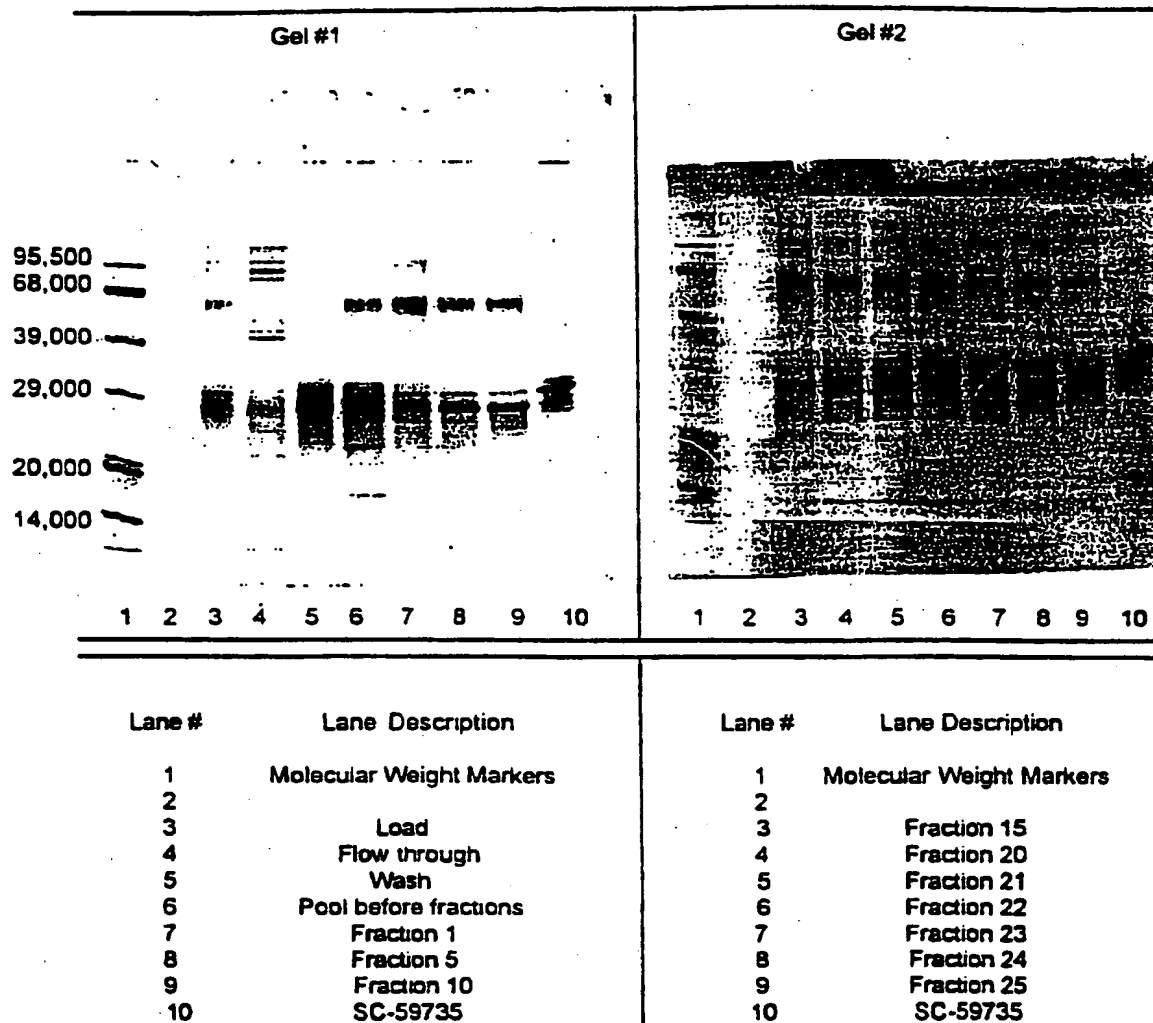 Gel #1
95,500
68,000
39,000
29,000
20,000
14,000
1 2 3 4 5 6 7 8 9 10
Gel #2
1 2 3 4 5 6 7 8 9 10
Lane # Lane Description
1 Molecular Weight Markers
2
3 Load
4 Flow through
5 Wash
6 Pool before fractions
7 Fraction 1
8 Fraction 5
9 Fraction 10
10 SC-59735
Lane # Lane Description
1 Molecular Weight Markers
2
3 Fraction 15
4 Fraction 20
5 Fraction 21
6 Fraction 22
7 Fraction 23
8 Fraction 24
9 Fraction 25
10 SC-59735